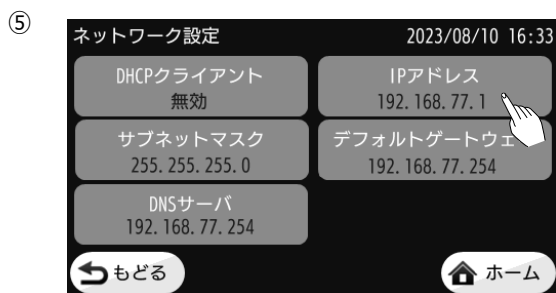 ⑤
ネットワーク設定 2023/08/10 16:33
DHCPクライアント
無効
IPアドレス
192.168.77.1
サブネットマスク
255.255.255.0
デフォルトゲートウェ
192.168.77.254
DNSサーバ
192.168.77.254
もどる
ホーム